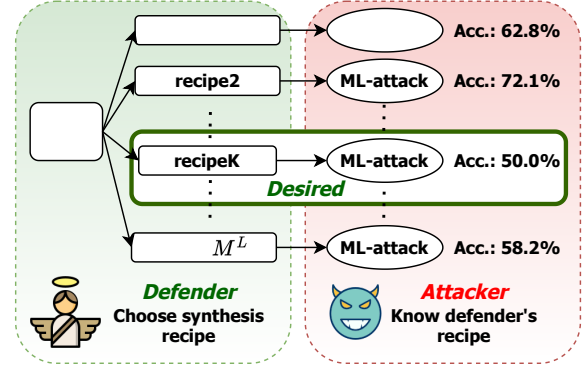 Acc.: 62.8%
recipe2 ML-attack Acc.: 72.1%
recipeK ML-attack Acc.: 50.0%
Desired
M^L ML-attack Acc.: 58.2%
Defender
Choose synthesis
recipe
Attacker
Know defender's
recipe